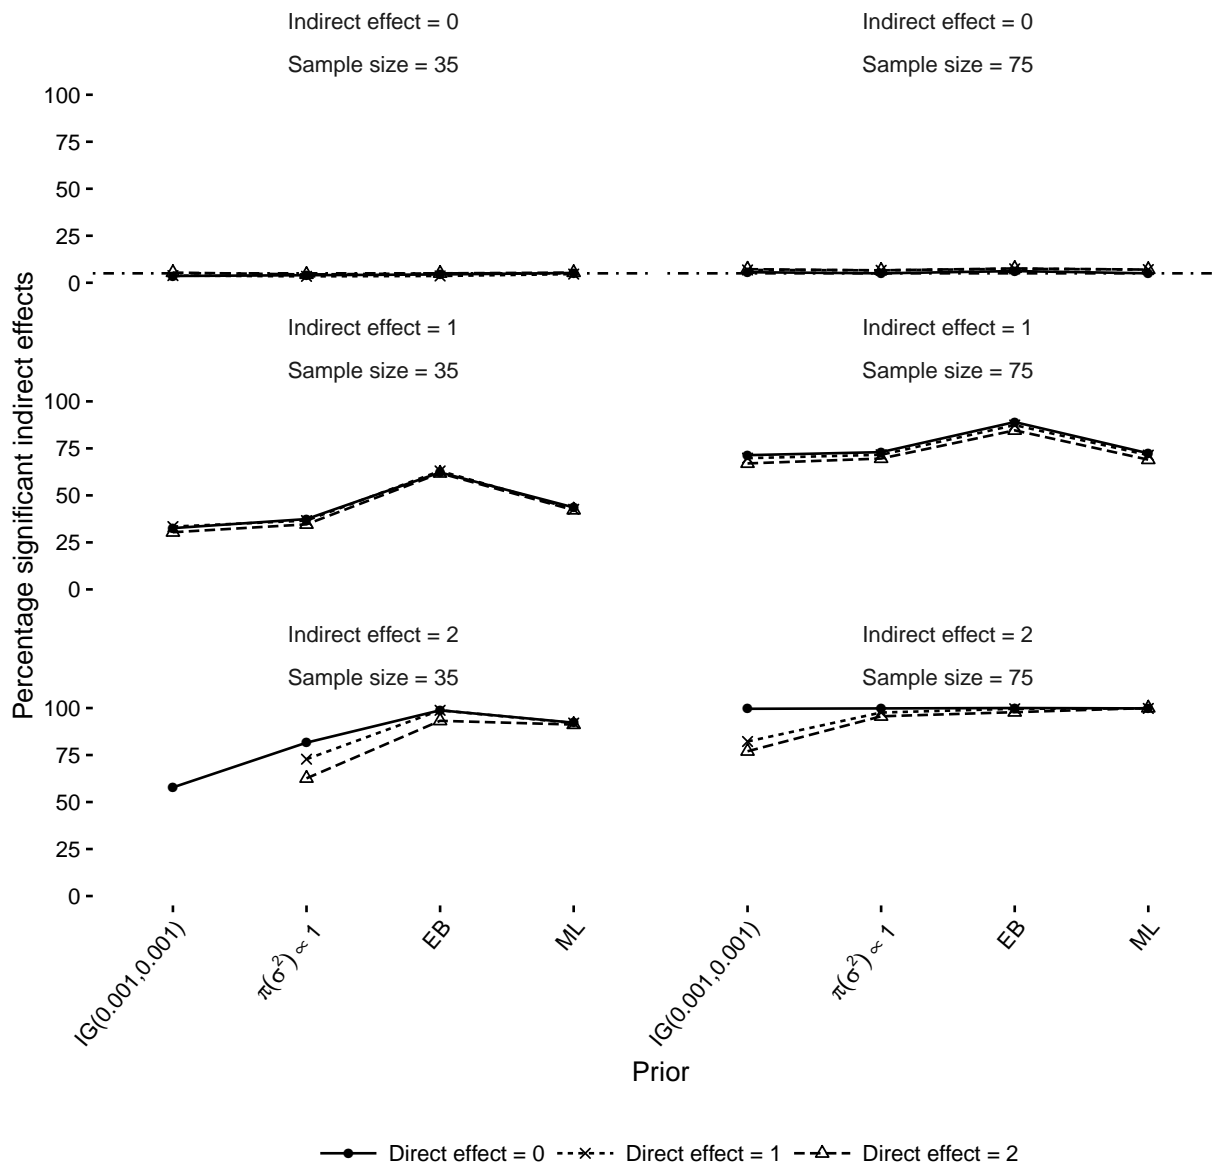 Indirect effect = 0
Sample size = 35
Indirect effect = 0
Sample size = 75
100
75
50
25
0
Indirect effect = 1
Sample size = 35
Indirect effect = 1
Sample size = 75
100
75
50
25
0
Indirect effect = 2
Sample size = 35
Indirect effect = 2
Sample size = 75
100
75
50
25
0
Percentage significant indirect effects
IG(0.001,0.001)
π(σ²) ∝ 1
EB
ML
IG(0.001,0.001)
π(σ²) ∝ 1
EB
ML
Prior
Direct effect = 0
Direct effect = 1
Direct effect = 2